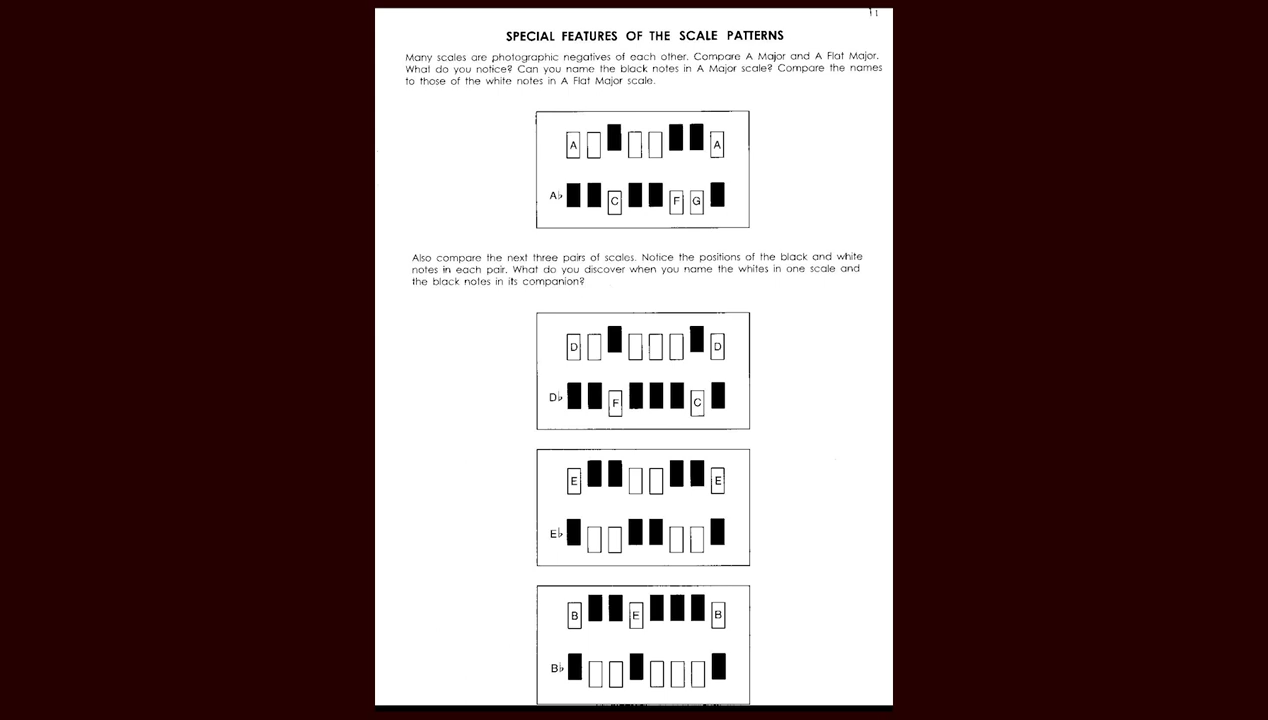 11
SPECIAL FEATURES OF THE SCALE PATTERNS
Many scales are photographic negatives of each other. Compare A Major and A Flat Major.
What do you notice? Can you name the black notes in A Major scale? Compare the names
to those of the white notes in A Flat Major scale.
A A
A♭ C F G
Also compare the next three pairs of scales. Notice the positions of the black and white
notes in each pair. What do you discover when you name the whites in one scale and
the black notes in its companion?
D D
D♭ F C
E E
E♭
B E B
B♭